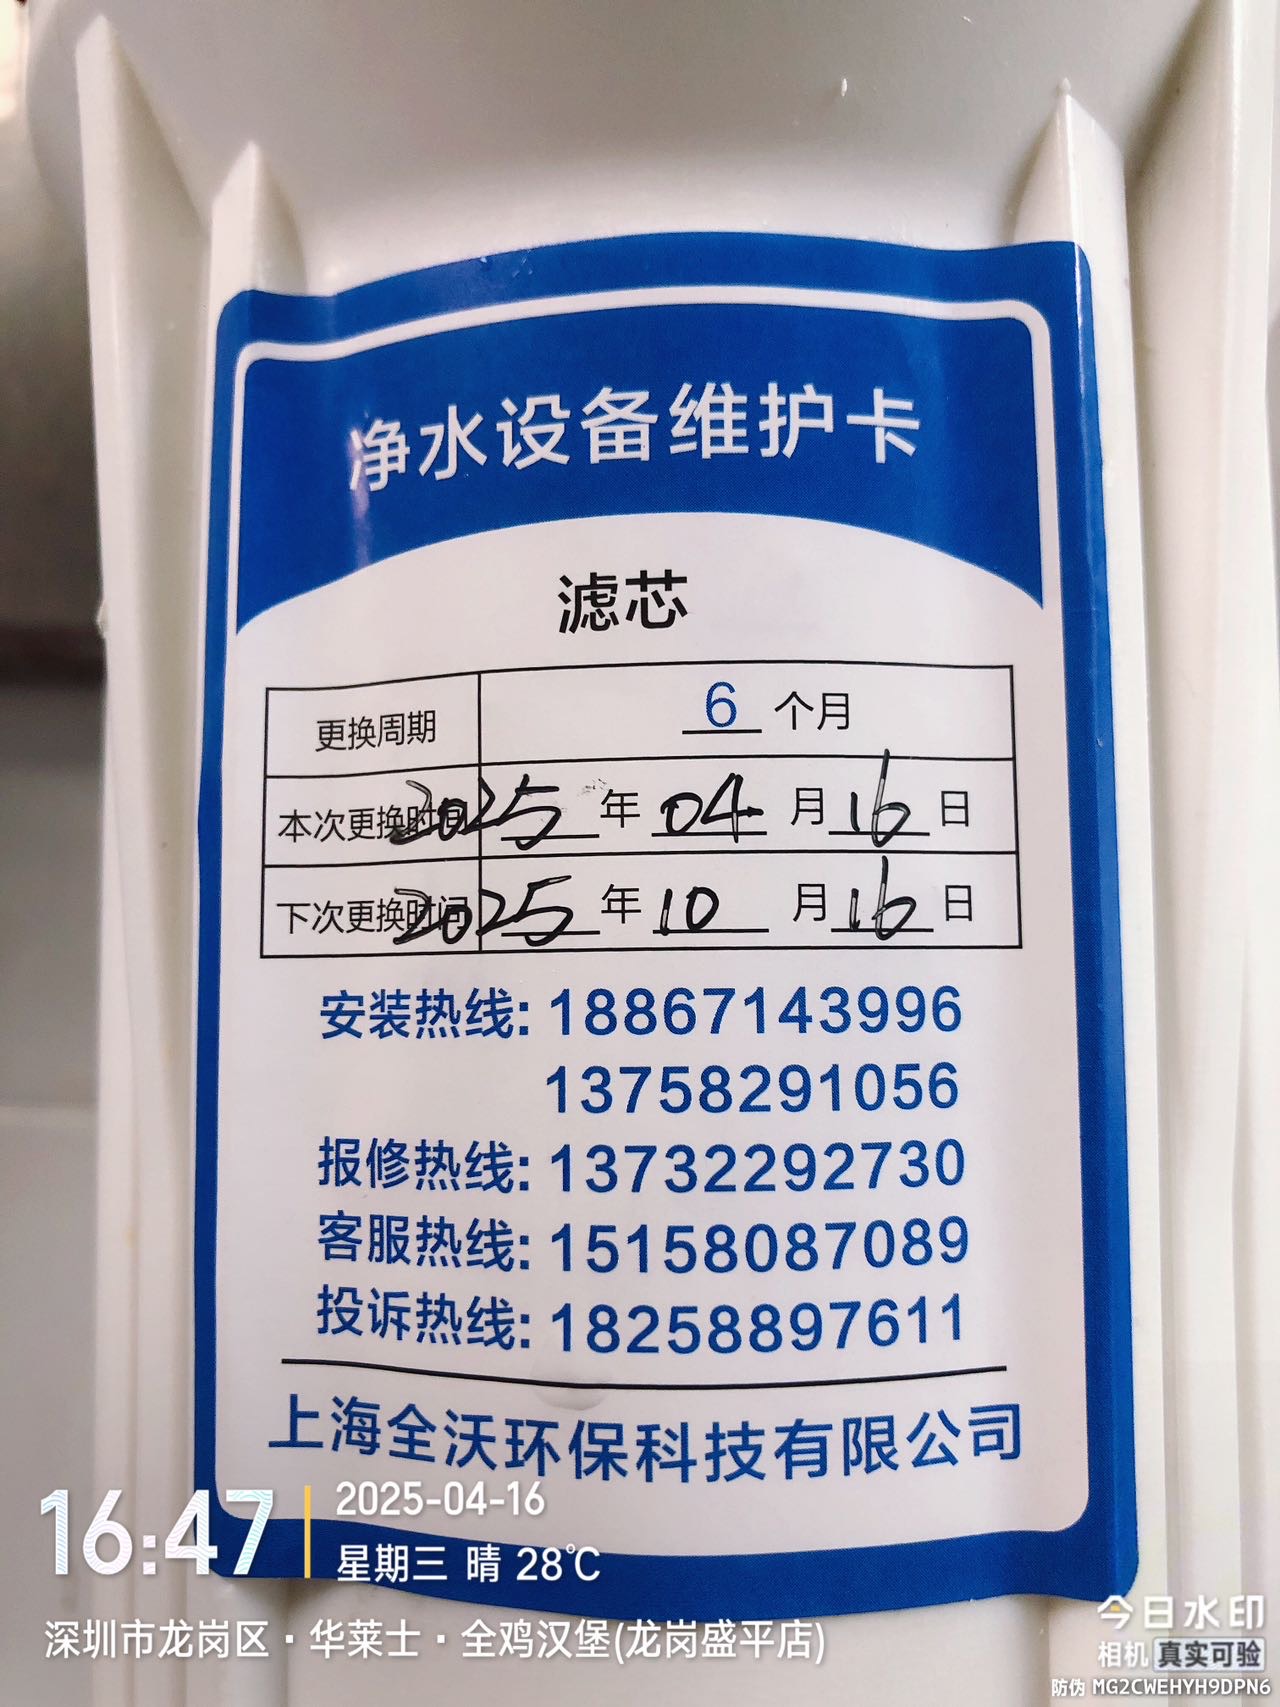 净水设备维护卡
滤芯
更换周期 6 个月
本次更换时间 2025 年 04 月 16 日
下次更换时间 2025 年 10 月 16 日
安装热线: 18867143996
13758291056
报修热线: 13732292730
客服热线: 15158087089
投诉热线: 18258897611
上海全沃环保科技有限公司
16:47
2025-04-16
星期三 晴 28℃
深圳市龙岗区·华莱士·全鸡汉堡(龙岗盛平店)
今日水印
相机 真实可验
防伪 MG2CWEHYH9DPN6